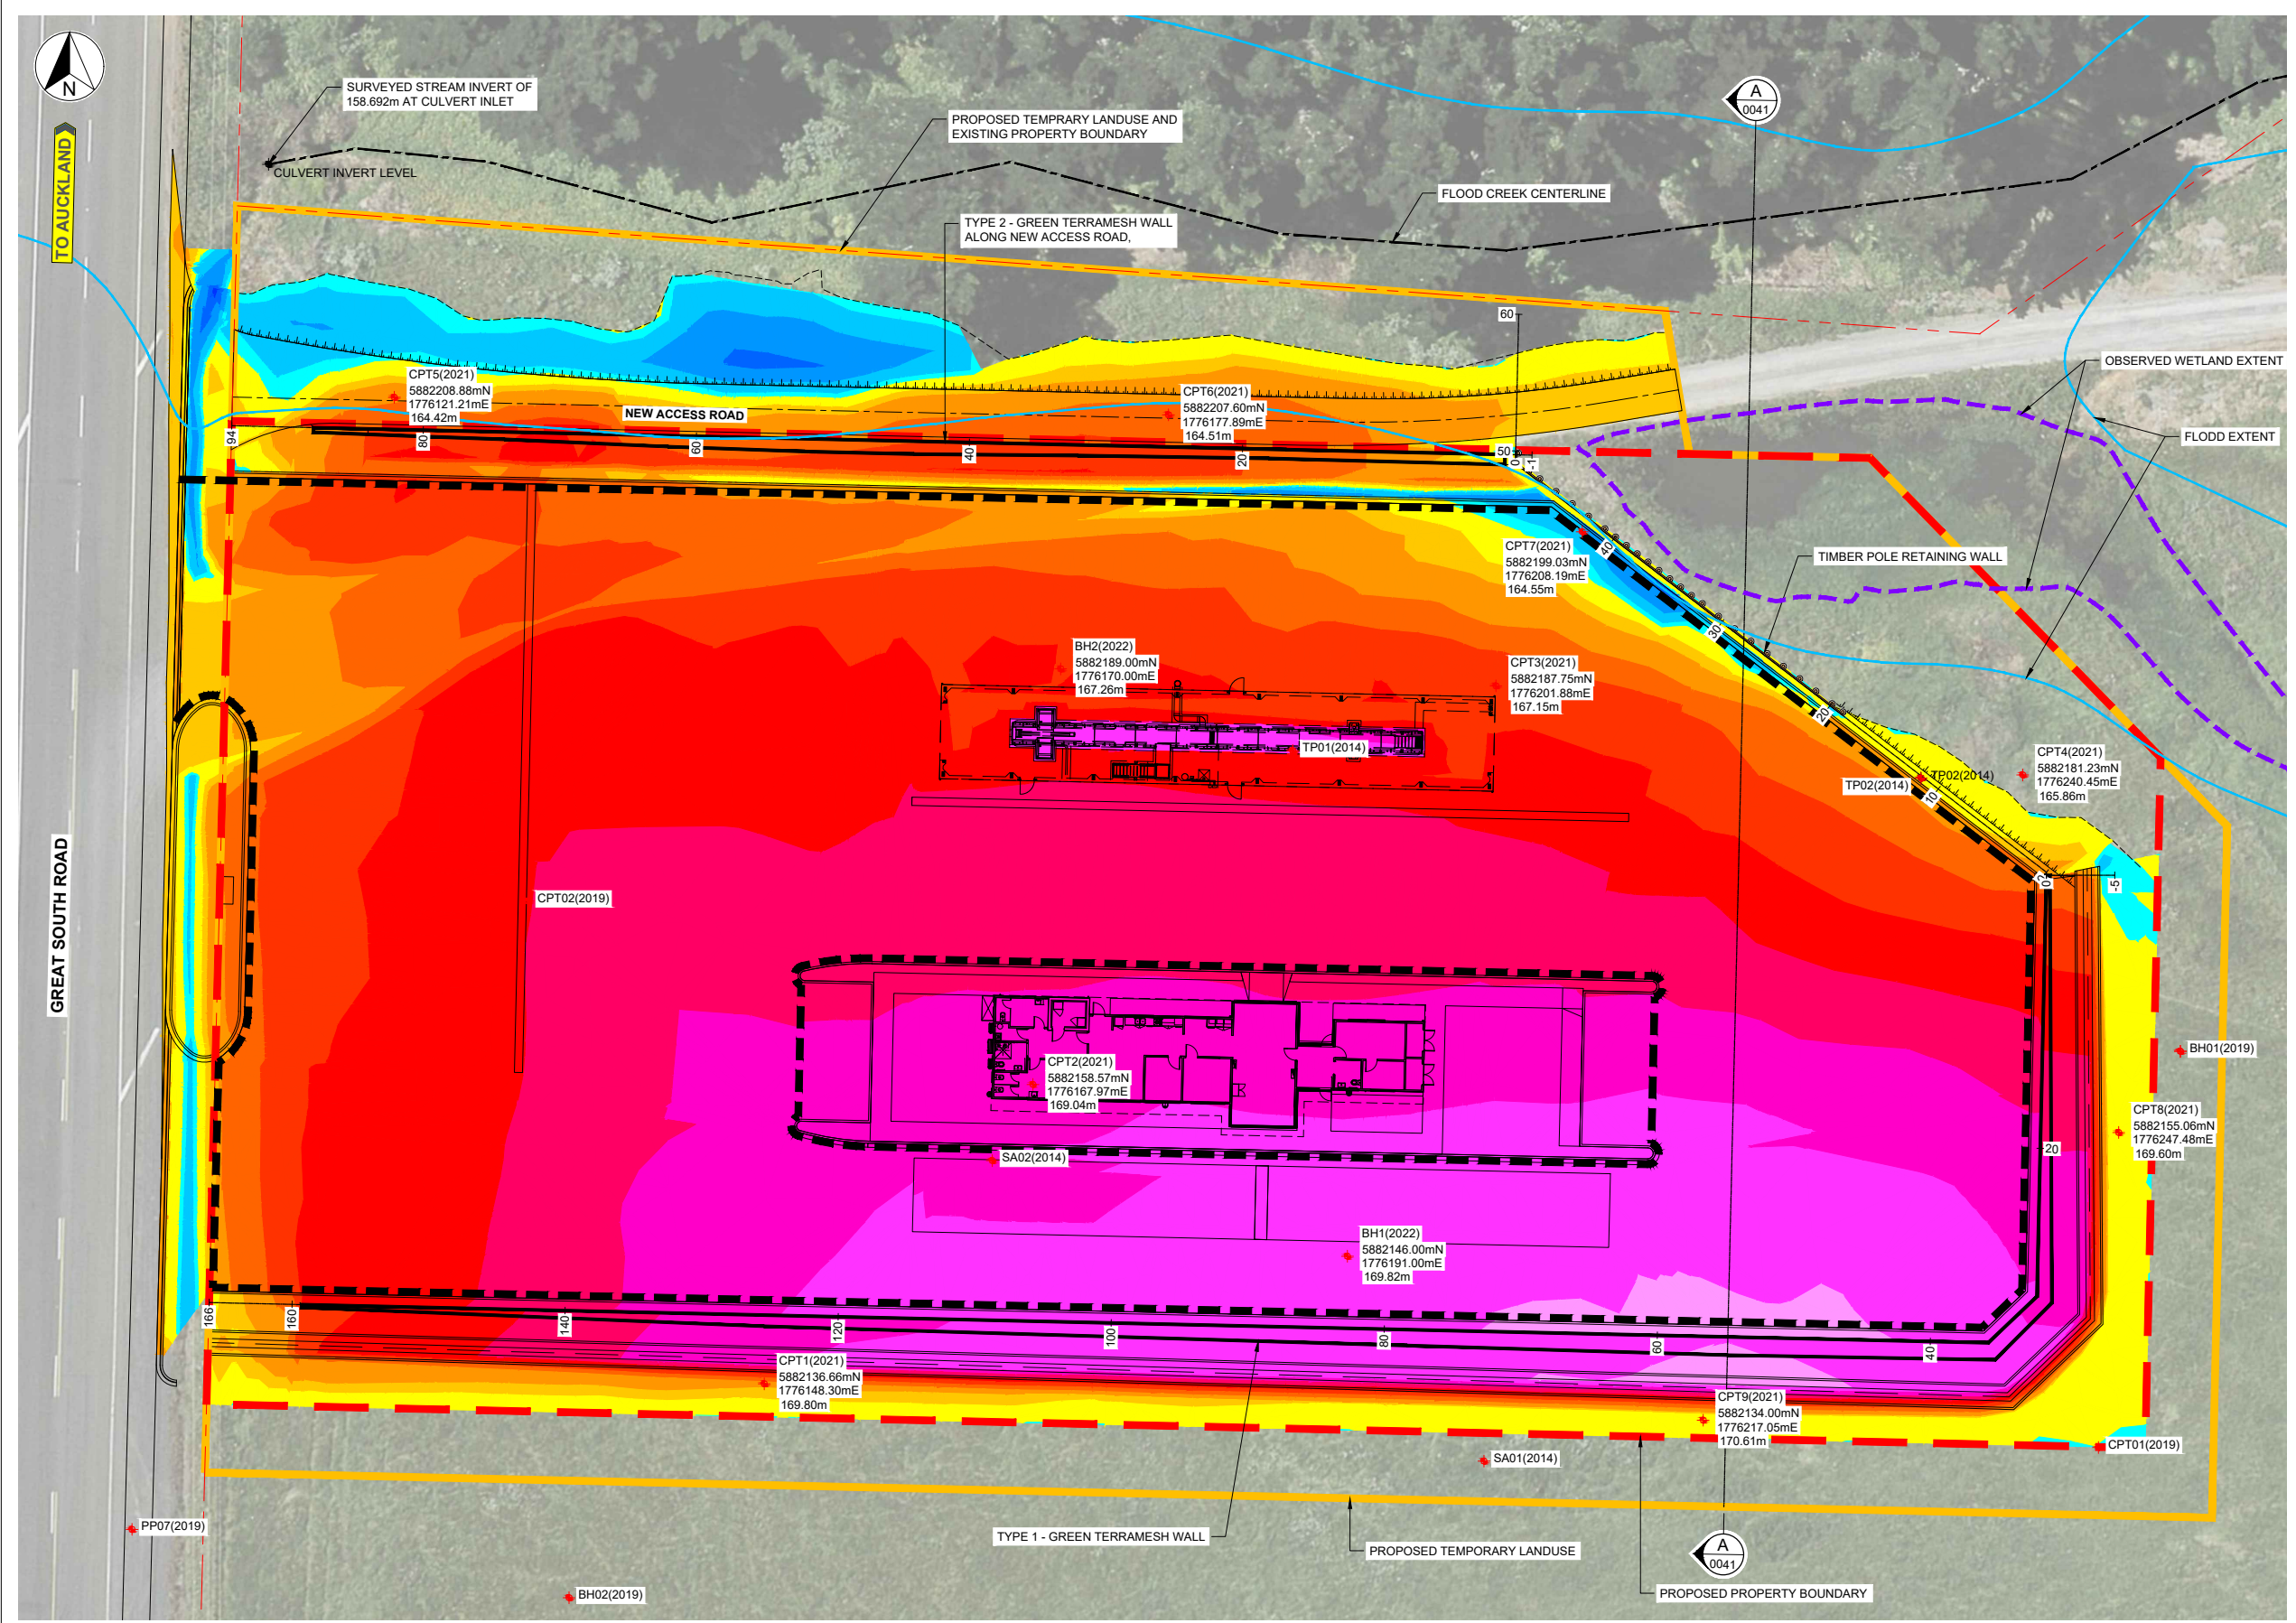 N
TO AUCKLAND
SURVEYED STREAM INVERT OF
158.692m AT CULVERT INLET
CULVERT INVERT LEVEL
PROPOSED TEMPRARY LANDUSE AND
EXISTING PROPERTY BOUNDARY
A
0041
FLOOD CREEK CENTERLINE
TYPE 2 - GREEN TERRAMESH WALL
ALONG NEW ACCESS ROAD,
60
OBSERVED WETLAND EXTENT
CPT5(2021)
5882208.88mN
1776121.21mE
164.42m
NEW ACCESS ROAD
CPT6(2021)
5882207.60mN
1776177.89mE
164.51m
FLODD EXTENT
94
80
60
40
20
50
0
-1
CPT7(2021)
5882199.03mN
1776208.19mE
164.55m
40
TIMBER POLE RETAINING WALL
30
BH2(2022)
5882189.00mN
1776170.00mE
167.26m
CPT3(2021)
5882187.75mN
1776201.88mE
167.15m
20
TP01(2014)
CPT4(2021)
5882181.23mN
1776240.45mE
165.86m
TP02(2014)
TP02(2014)
10
GREAT SOUTH ROAD
CPT02(2019)
0
-5
BH01(2019)
CPT2(2021)
5882158.57mN
1776167.97mE
169.04m
CPT8(2021)
5882155.06mN
1776247.48mE
169.60m
20
SA02(2014)
BH1(2022)
5882146.00mN
1776191.00mE
169.82m
166
160
140
120
100
80
60
40
CPT1(2021)
5882136.66mN
1776148.30mE
169.80m
CPT9(2021)
5882134.00mN
1776217.05mE
170.61m
CPT01(2019)
SA01(2014)
PP07(2019)
TYPE 1 - GREEN TERRAMESH WALL
PROPOSED TEMPORARY LANDUSE
A
0041
PROPOSED PROPERTY BOUNDARY
BH02(2019)